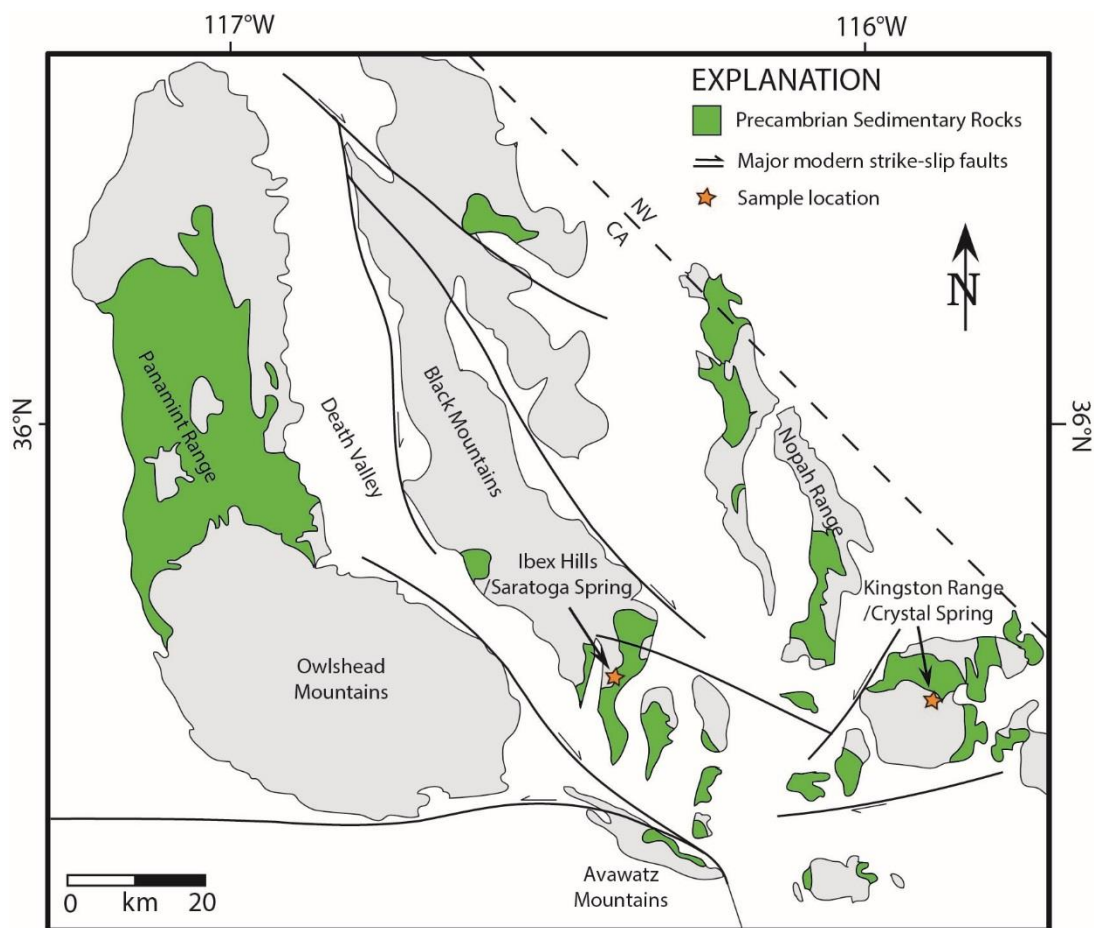 117°W
116°W
EXPLANATION
Precambrian Sedimentary Rocks
Major modern strike-slip faults
Sample location
NV
CA
N
36°N
36°N
Panamint Range
Death Valley
Black Mountains
Nopah Range
Ibex Hills
/Saratoga Spring
Kingston Range
/Crystal Spring
Owlshead
Mountains
Avawatz
Mountains
0 km 20